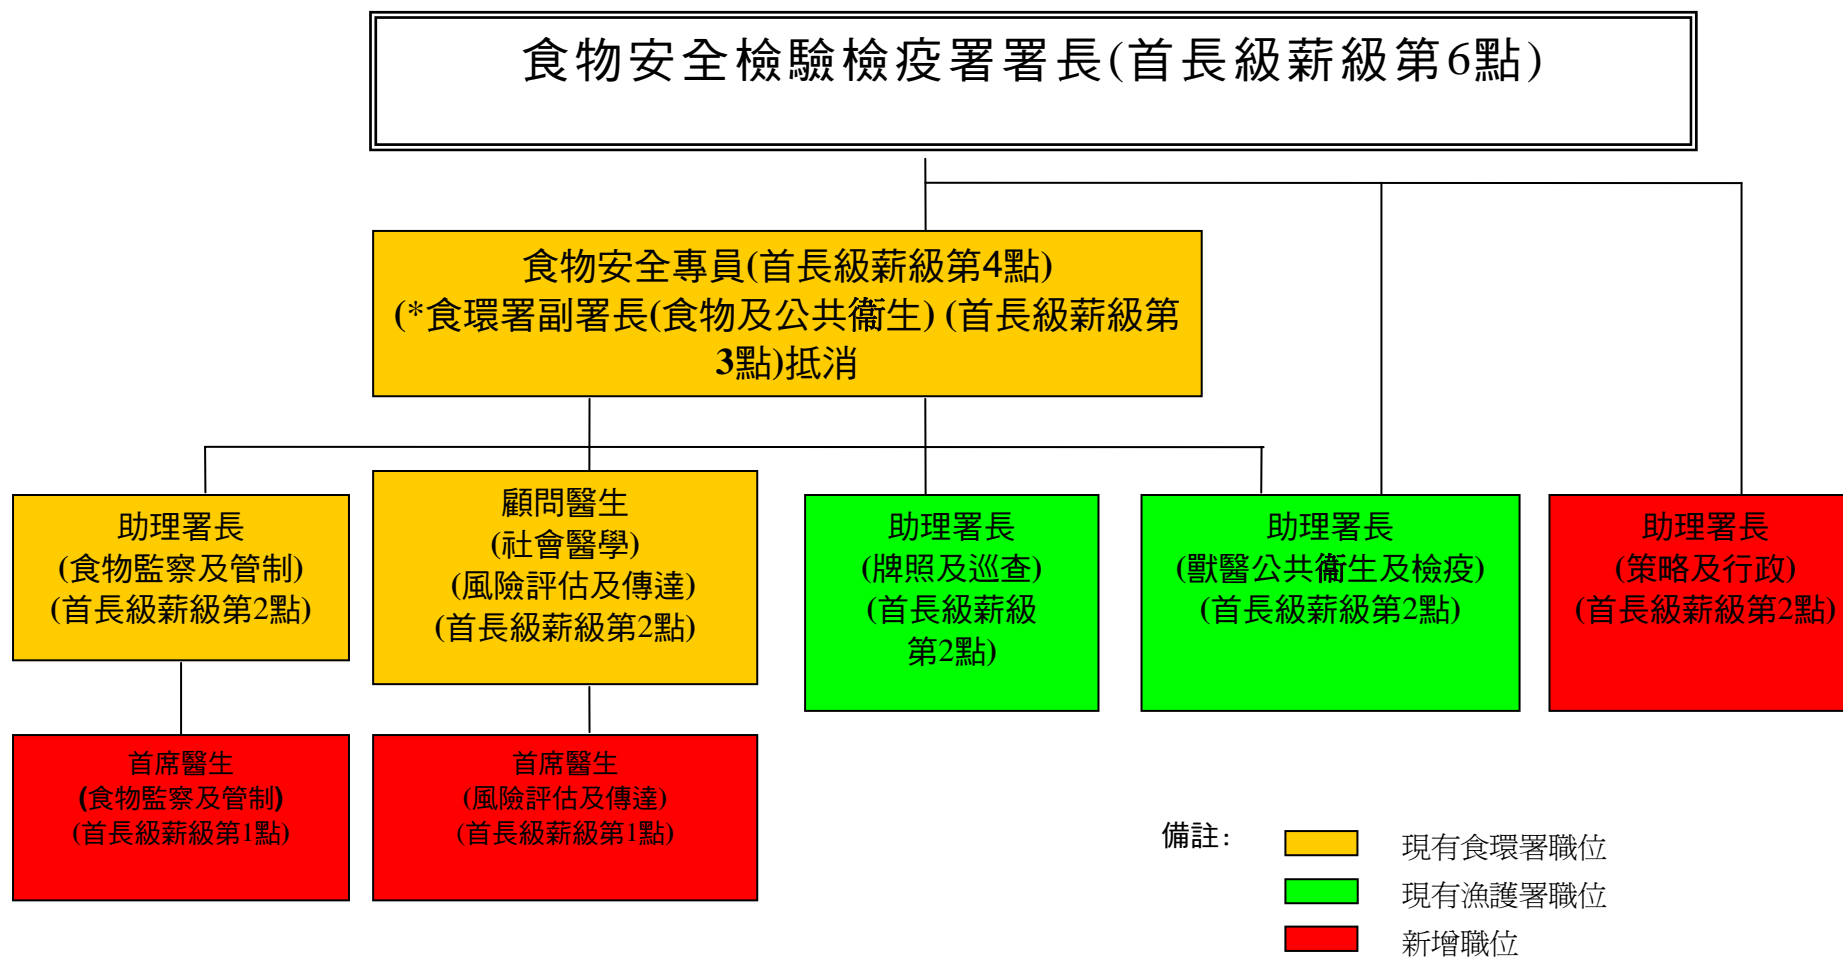 食物安全檢驗檢疫署署長(首長級薪級第6點)
食物安全專員(首長級薪級第4點)
(*食環署副署長(食物及公共衞生) (首長級薪級第
3點)抵消
助理署長
(食物監察及管制)
(首長級薪級第2點)
顧問醫生
(社會醫學)
(風險評估及傳達)
(首長級薪級第2點)
助理署長
(牌照及巡查)
(首長級薪級
第2點)
助理署長
(獸醫公共衞生及檢疫)
(首長級薪級第2點)
助理署長
(策略及行政)
(首長級薪級第2點)
首席醫生
(食物監察及管制)
(首長級薪級第1點)
首席醫生
(風險評估及傳達)
(首長級薪級第1點)
備註:
現有食環署職位
現有漁護署職位
新增職位